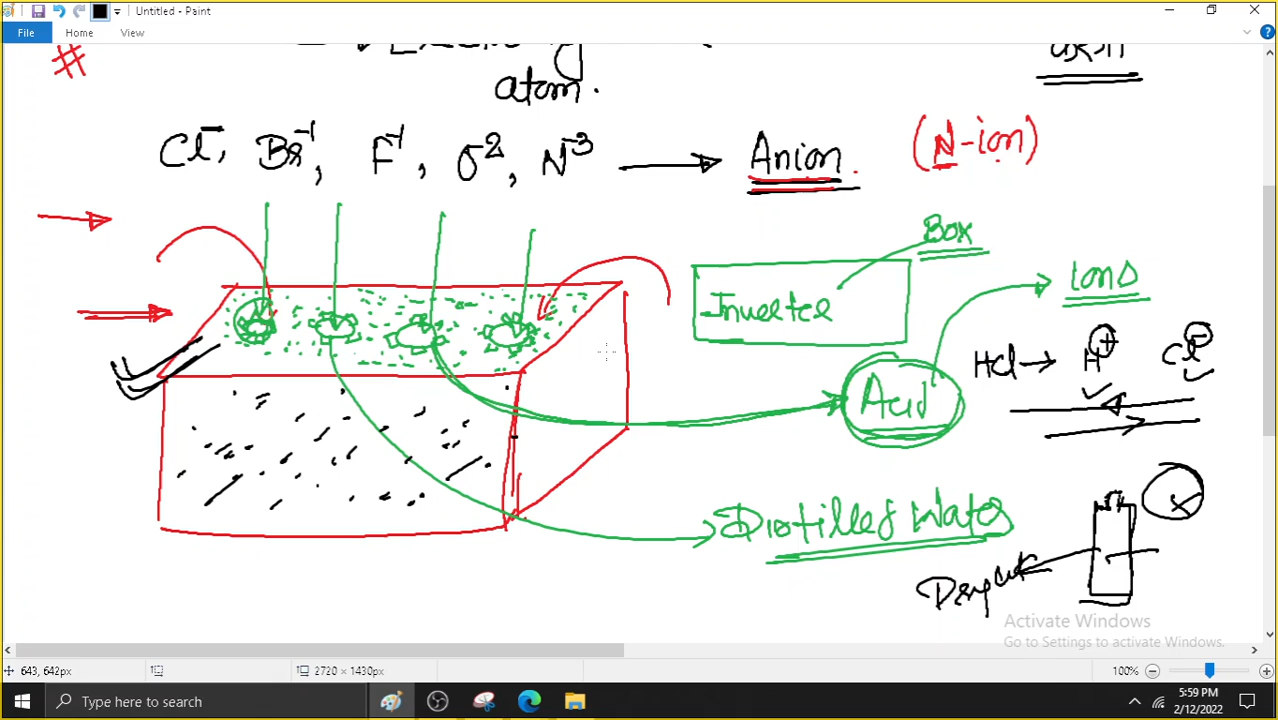 Untitled - Paint
File Home View
#
atom.
Cl⁻, Br⁻¹, F⁻¹, O⁻², N⁻³ → Anion. (N-ion)
Box
Inverter
Ions
HCl → H⁺ Cl⁻
Acid
Distilled Water
Activate Windows
Go to Settings to activate Windows.
643, 642px 2720 × 1430px 100%
Type here to search
5:59 PM
2/12/2022